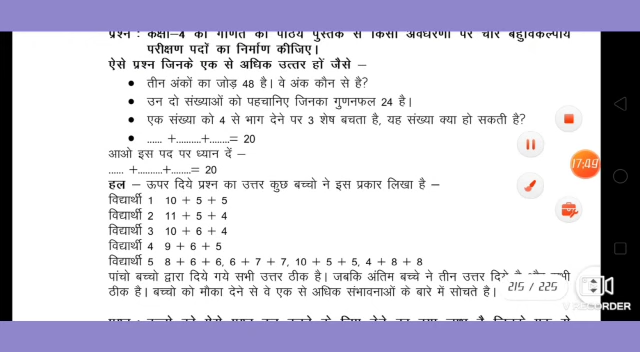 प्रश्न : कक्षा–4 की गणित की पाठ्य पुस्तक से किसी अवधारणा पर चार बहुविकल्पीय
परीक्षण पदों का निर्माण कीजिए।
ऐसे प्रश्न जिनके एक से अधिक उत्तर हों जैसे –
• तीन अंकों का जोड़ 48 है। वे अंक कौन से है?
• उन दो संख्याओं को पहचानिए जिनका गुणनफल 24 है।
• एक संख्या को 4 से भाग देने पर 3 शेष बचता है, यह संख्या क्या हो सकती है?
• ...... +..........+........= 20
आओ इस पद पर ध्यान दें –
...... +..........+........= 20
हल – ऊपर दिये प्रश्न का उत्तर कुछ बच्चो ने इस प्रकार लिखा है –
विद्यार्थी 1 10 + 5 + 5
विद्यार्थी 2 11 + 5 + 4
विद्यार्थी 3 10 + 6 + 4
विद्यार्थी 4 9 + 6 + 5
विद्यार्थी 5 8 + 6 + 6, 6 + 7 + 7, 10 + 5 + 5, 4 + 8 + 8
पांचो बच्चो द्वारा दिये गये सभी उत्तर ठीक है। जबकि अंतिम बच्चे ने तीन उत्तर दिये
ठीक है। बच्चो को मौका देने से वे एक से अधिक संभावनाओं के बारे में सोचते है।
17:49
215 / 225
RECORDER